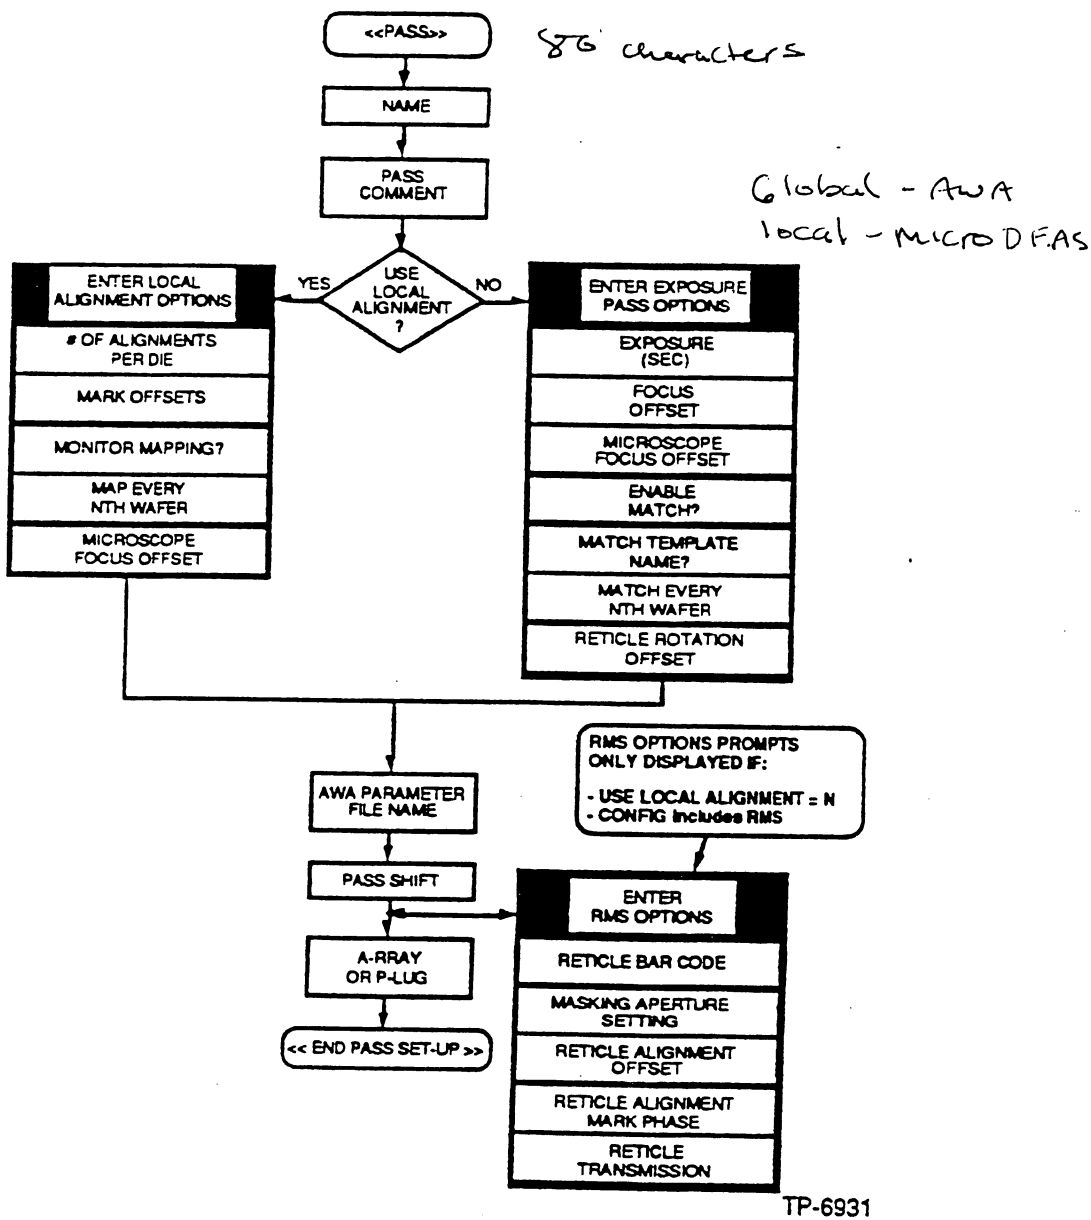 <<PASS>>
characters
NAME
PASS
COMMENT
Global - AWA
local - Micro DFAS
ENTER LOCAL
ALIGNMENT OPTIONS
# OF ALIGNMENTS
PER DIE
MARK OFFSETS
MONITOR MAPPING?
MAP EVERY
NTH WAFER
MICROSCOPE
FOCUS OFFSET
YES
USE
LOCAL
ALIGNMENT
?
NO
ENTER EXPOSURE
PASS OPTIONS
EXPOSURE
(SEC)
FOCUS
OFFSET
MICROSCOPE
FOCUS OFFSET
ENABLE
MATCH?
MATCH TEMPLATE
NAME?
MATCH EVERY
NTH WAFER
RETICLE ROTATION
OFFSET
RMS OPTIONS PROMPTS
ONLY DISPLAYED IF:
- USE LOCAL ALIGNMENT = N
- CONFIG includes RMS
AWA PARAMETER
FILE NAME
PASS SHIFT
A-RRAY
OR P-LUG
<< END PASS SET-UP >>
ENTER
RMS OPTIONS
RETICLE BAR CODE
MASKING APERTURE
SETTING
RETICLE ALIGNMENT
OFFSET
RETICLE ALIGNMENT
MARK PHASE
RETICLE
TRANSMISSION
TP-6931